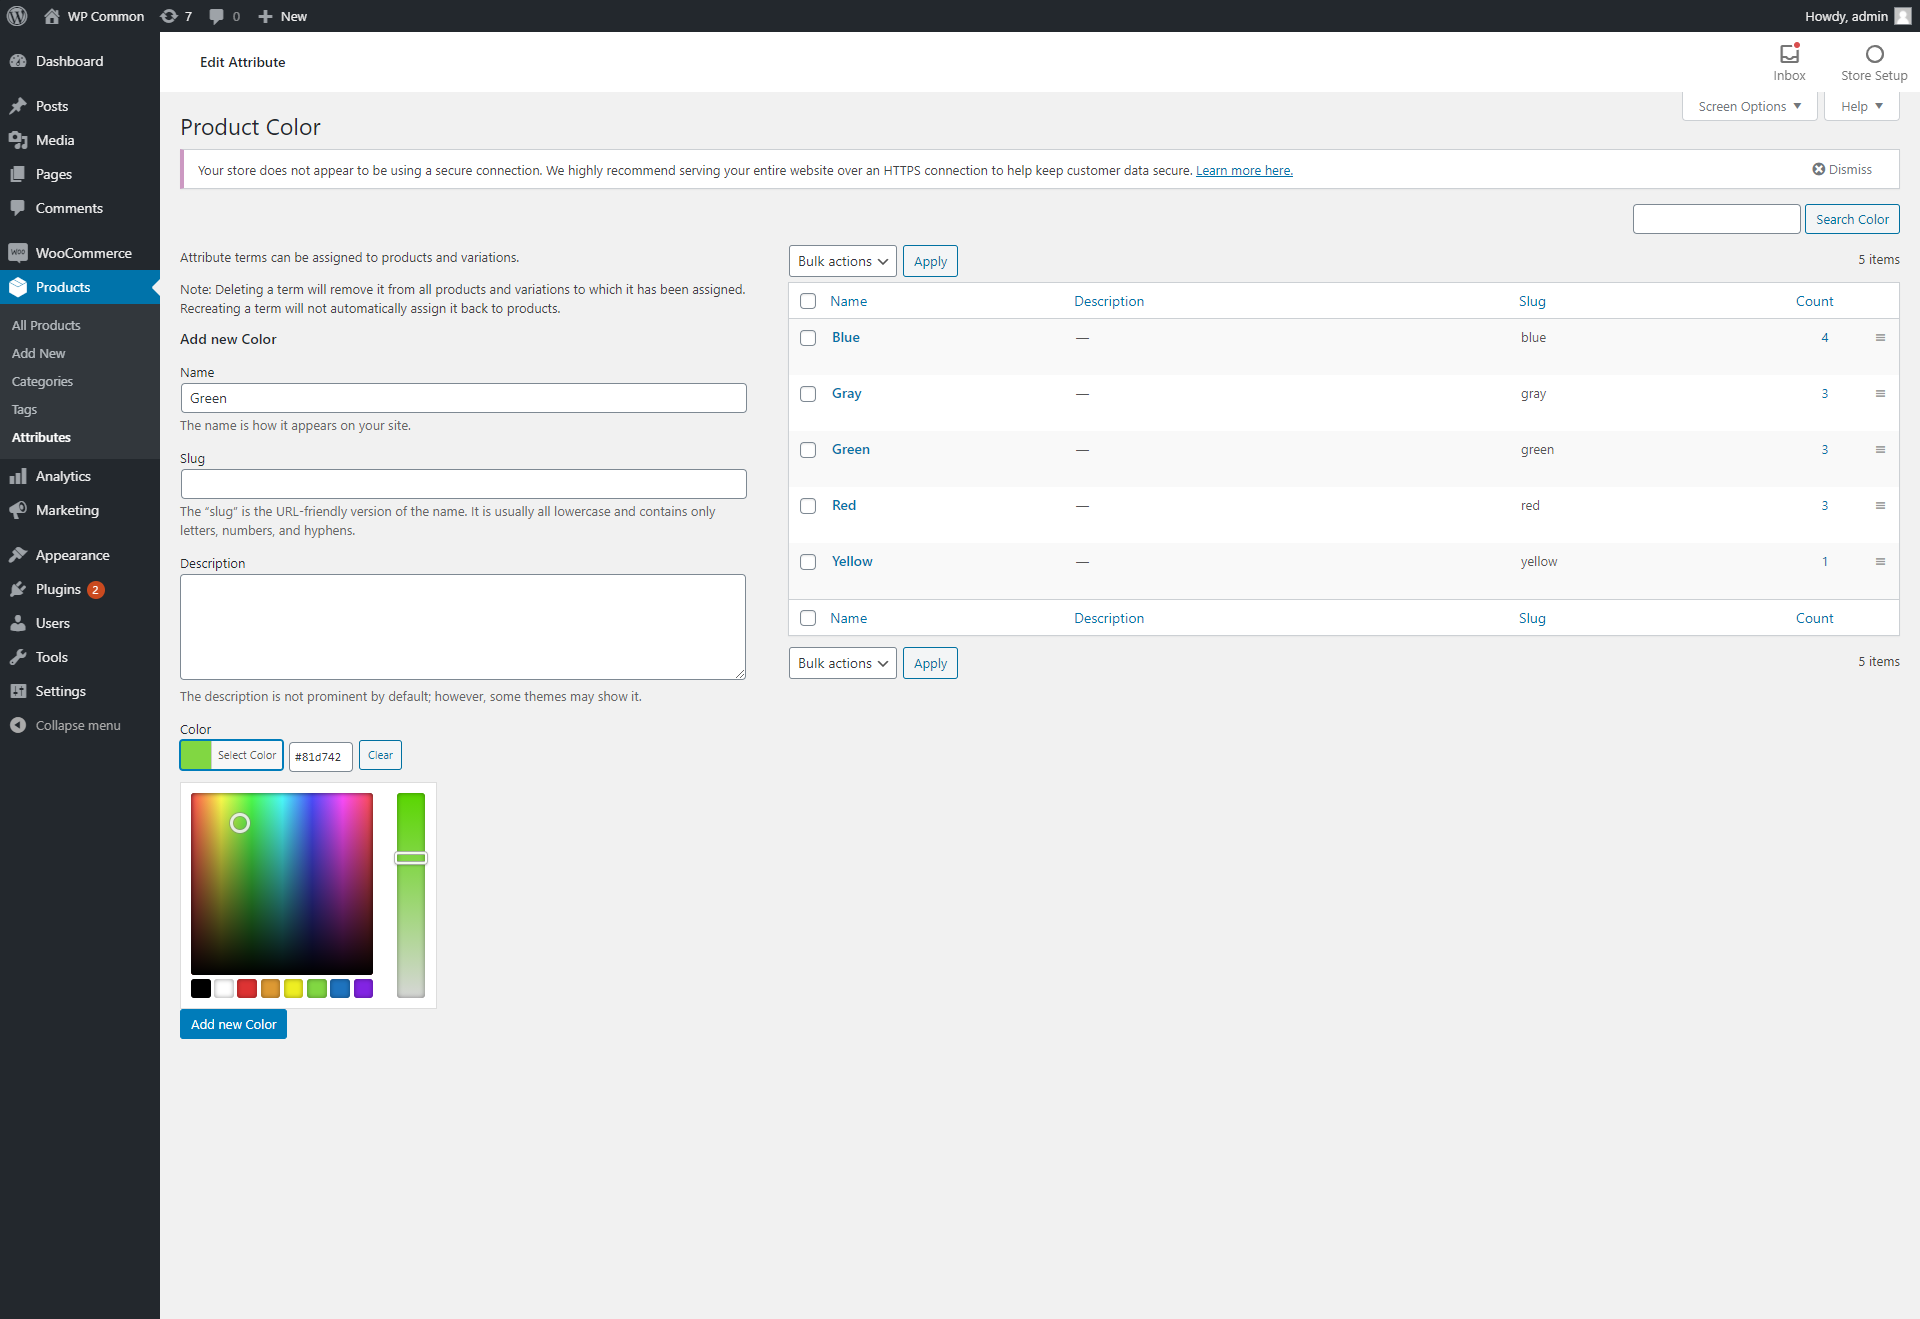 WP Common 7 0 New Howdy, admin
Dashboard
Posts
Media
Pages
Comments
WooCommerce
Products
All Products
Add New
Categories
Tags
Attributes
Analytics
Marketing
Appearance
Plugins 2
Users
Tools
Settings
Collapse menu
Edit Attribute
Inbox
Store Setup
Screen Options
Help
Product Color
Your store does not appear to be using a secure connection. We highly recommend serving your entire website over an HTTPS connection to help keep customer data secure. Learn more here.
Dismiss
Search Color
Attribute terms can be assigned to products and variations.
Note: Deleting a term will remove it from all products and variations to which it has been assigned.
Recreating a term will not automatically assign it back to products.
Add new Color
Name
Green
The name is how it appears on your site.
Slug
The “slug” is the URL-friendly version of the name. It is usually all lowercase and contains only
letters, numbers, and hyphens.
Description
The description is not prominent by default; however, some themes may show it.
Color
Select Color #81d742 Clear
Add new Color
Bulk actions Apply 5 items
Name Description Slug Count
Blue — blue 4
Gray — gray 3
Green — green 3
Red — red 3
Yellow — yellow 1
Name Description Slug Count
Bulk actions Apply 5 items